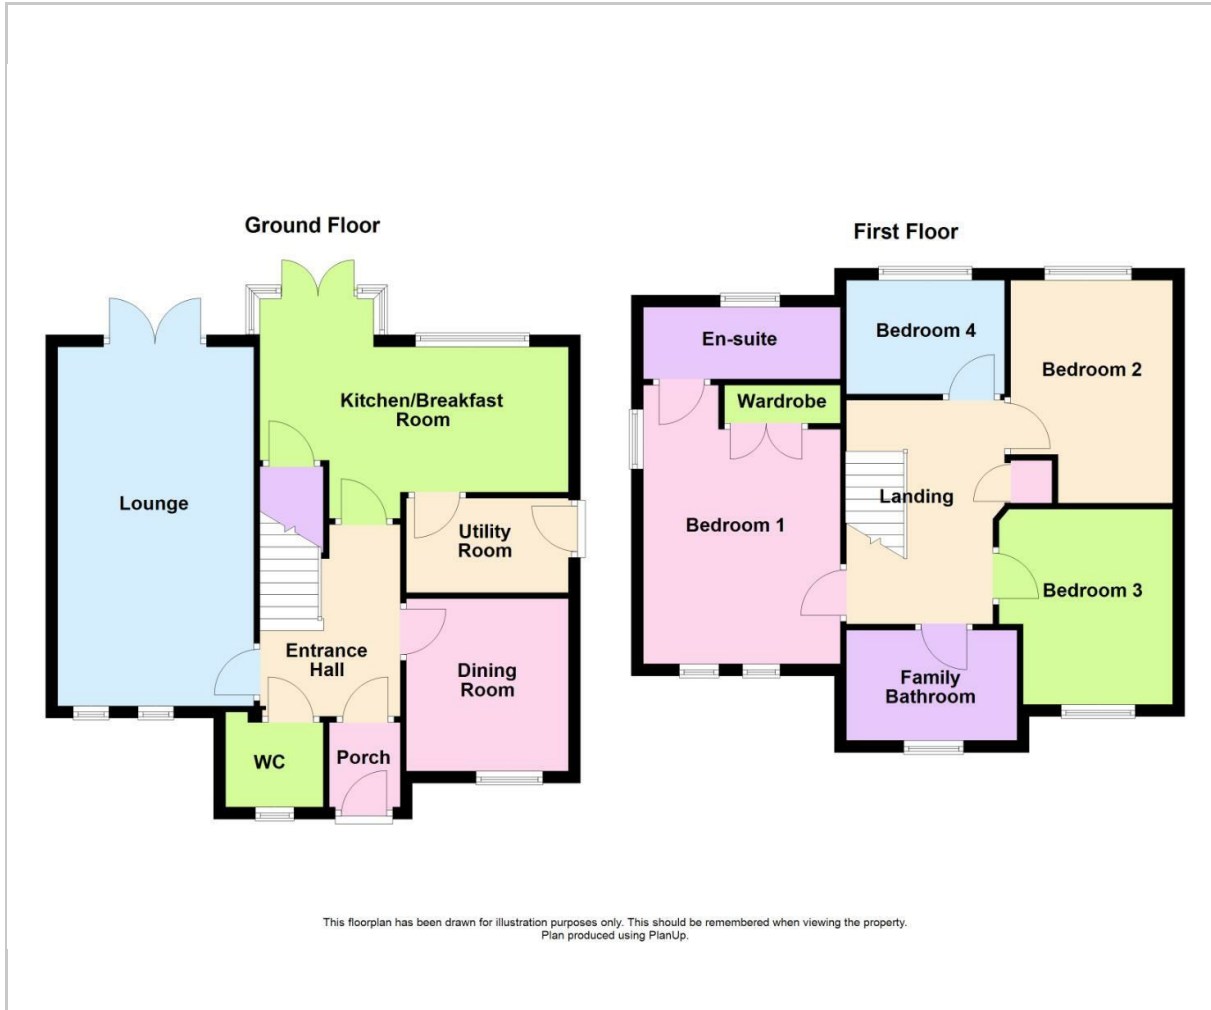 Ground Floor
Kitchen/Breakfast
Room
Lounge
Utility
Room
Entrance
Hall
Dining
Room
WC
Porch
First Floor
Bedroom 4
En-suite
Bedroom 2
Wardrobe
Landing
Bedroom 1
Bedroom 3
Family
Bathroom
This floorplan has been drawn for illustration purposes only. This should be remembered when viewing the property.
Plan produced using PlanUp.